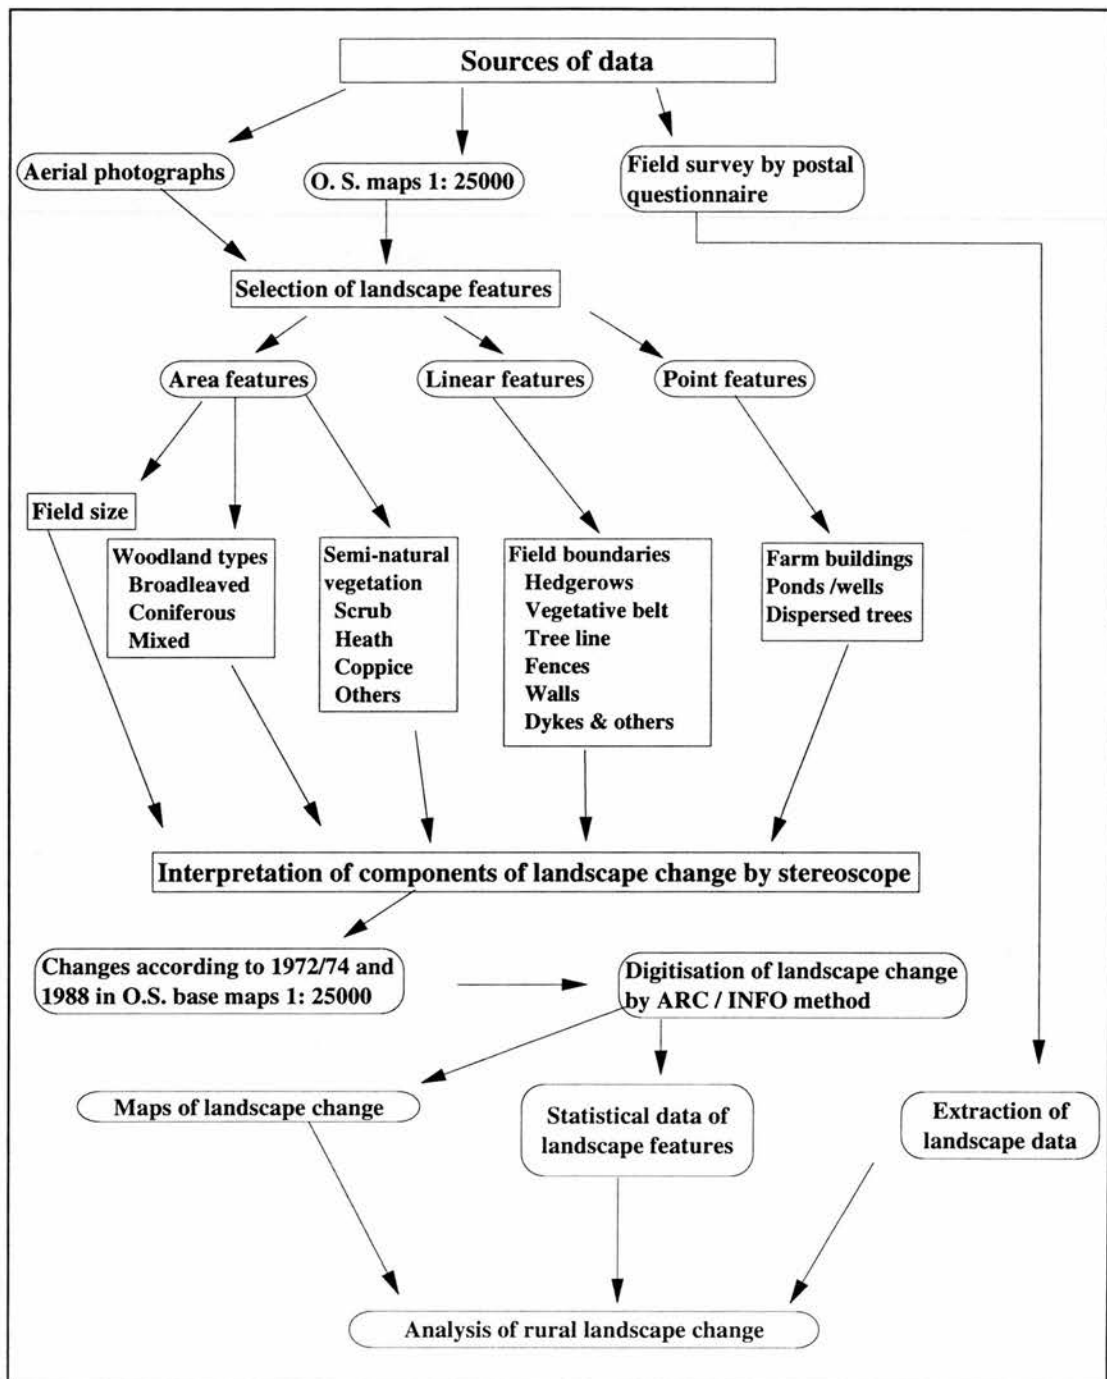 Sources of data
Aerial photographs
O. S. maps 1: 25000
Field survey by postal
questionnaire
Selection of landscape features
Area features
Linear features
Point features
Field size
Woodland types
Broadleaved
Coniferous
Mixed
Semi-natural
vegetation
Scrub
Heath
Coppice
Others
Field boundaries
Hedgerows
Vegetative belt
Tree line
Fences
Walls
Dykes & others
Farm buildings
Ponds /wells
Dispersed trees
Interpretation of components of landscape change by stereoscope
Changes according to 1972/74 and
1988 in O.S. base maps 1: 25000
Digitisation of landscape change
by ARC / INFO method
Maps of landscape change
Statistical data of
landscape features
Extraction of
landscape data
Analysis of rural landscape change